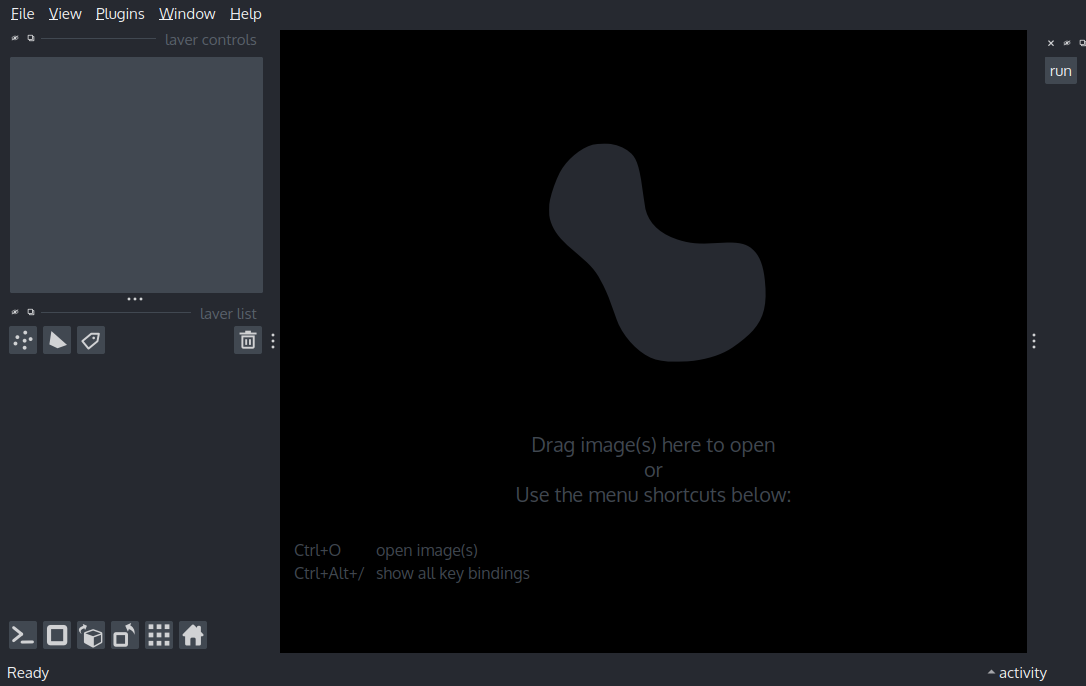 File View Plugins Window Help
layer controls
run
layer list
Drag image(s) here to open
or
Use the menu shortcuts below:
Ctrl+O open image(s)
Ctrl+Alt+/ show all key bindings
Ready
activity